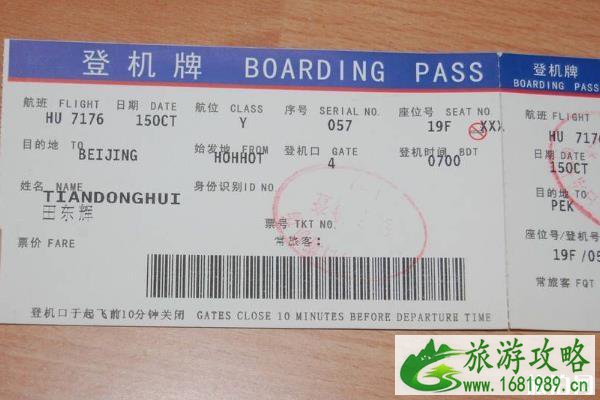 登机牌 BOARDING PASS
航班 FLIGHT 日期 DATE 航位 CLASS 序号 SERIAL NO. 座位号 SEAT NO.
HU 7176 15OCT Y 057 19F XXX
目的地 TO 始发地 FROM 登机口 GATE 登机时间 BDT
BEIJING HOHHOT 4 0700
姓名 NAME 身份识别 ID NO.
TIANDONGHUI
田东辉
票号 TKT NO.
票价 FARE 常旅客:
登机口于起飞前10分钟关闭 GATES CLOSE 10 MINUTES BEFORE DEPARTURE TIME
登机牌
BOARDING PASS
航班 FLIGHT
HU 7176
日期 DATE
15OCT
目的地 TO
PEK
座位号/登机号
19F/05
常旅客 FQT
旅游攻略
www.1681989.cn